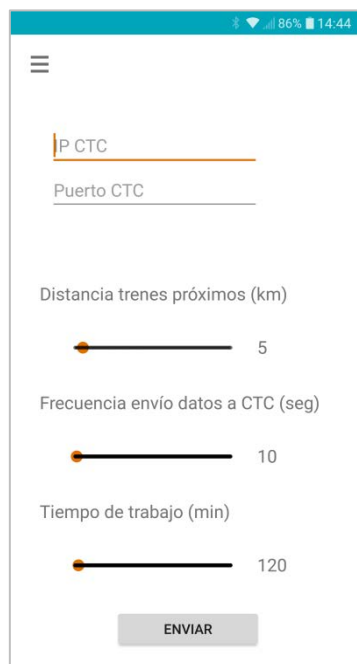 86% 14:44
IP CTC
Puerto CTC
Distancia trenes próximos (km)
5
Frecuencia envío datos a CTC (seg)
10
Tiempo de trabajo (min)
120
ENVIAR